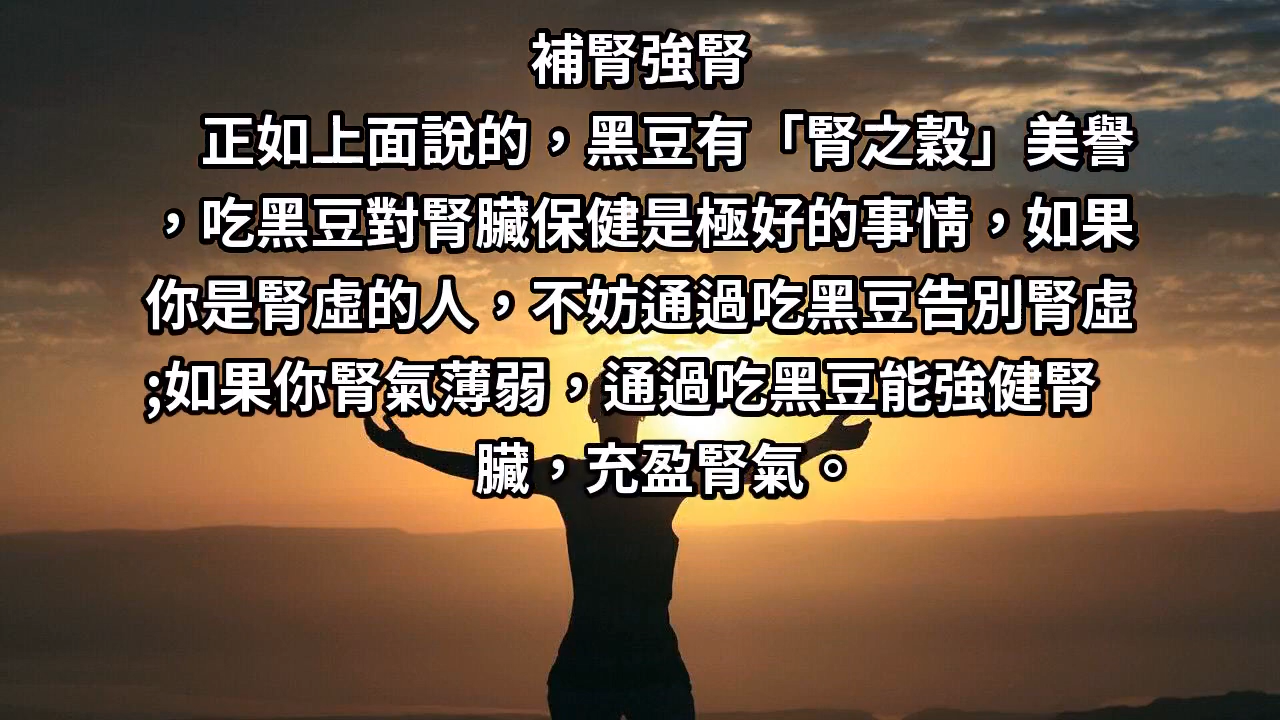 補腎強腎
正如上面說的，黑豆有「腎之穀」美譽
，吃黑豆對腎臟保健是極好的事情，如果
你是腎虛的人，不妨通過吃黑豆告別腎虛
;如果你腎氣薄弱，通過吃黑豆能強健腎
臟，充盈腎氣。